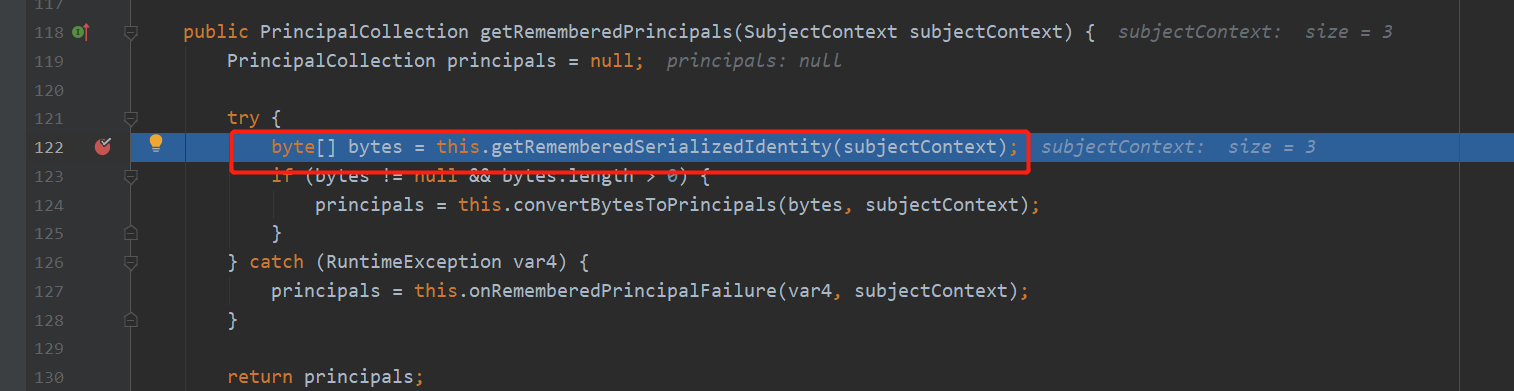 117
118 public PrincipalCollection getRememberedPrincipals(SubjectContext subjectContext) { subjectContext: size = 3
119 PrincipalCollection principals = null; principals: null
120
121 try {
122 byte[] bytes = this.getRememberedSerializedIdentity(subjectContext); subjectContext: size = 3
123 if (bytes != null && bytes.length > 0) {
124 principals = this.convertBytesToPrincipals(bytes, subjectContext);
125 }
126 } catch (RuntimeException var4) {
127 principals = this.onRememberedPrincipalFailure(var4, subjectContext);
128 }
129
130 return principals;